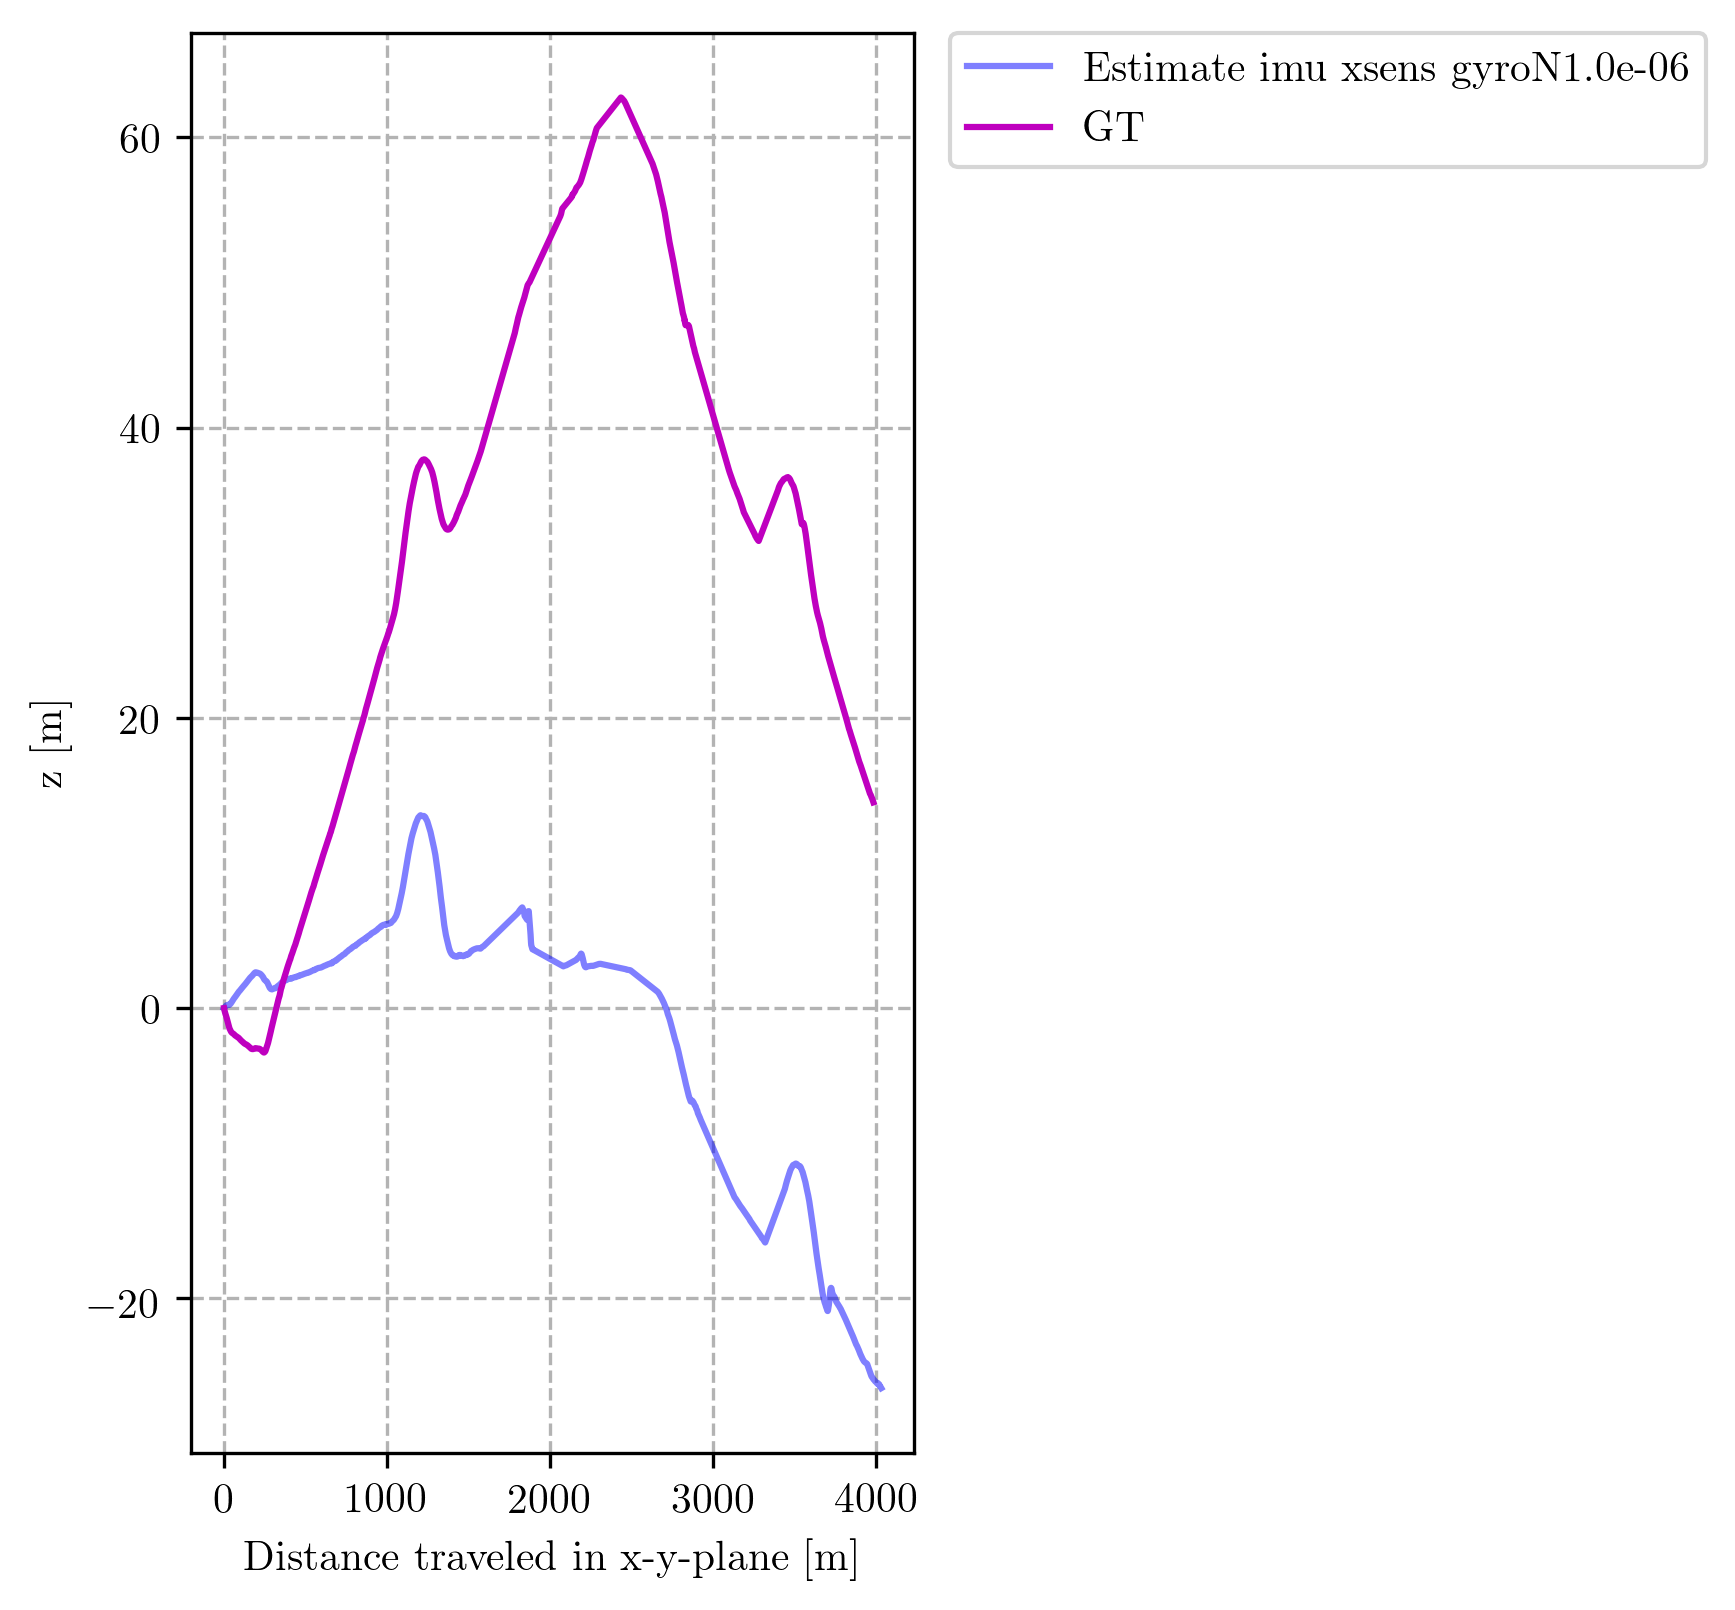 Estimate imu xsens gyroN1.0e-06
GT
60
40
20
0
−20
z [m]
0 1000 2000 3000 4000
Distance traveled in x-y-plane [m]